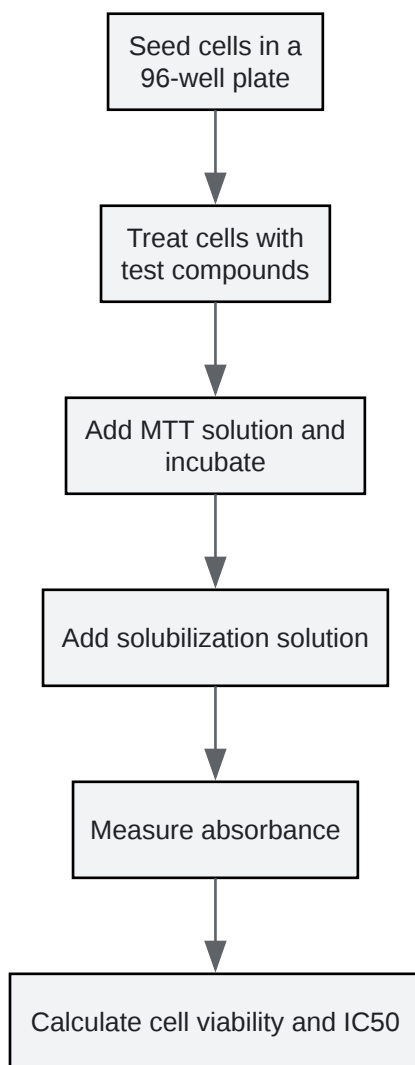 Seed cells in a
96-well plate
Treat cells with
test compounds
Add MTT solution and
incubate
Add solubilization solution
Measure absorbance
Calculate cell viability and IC50